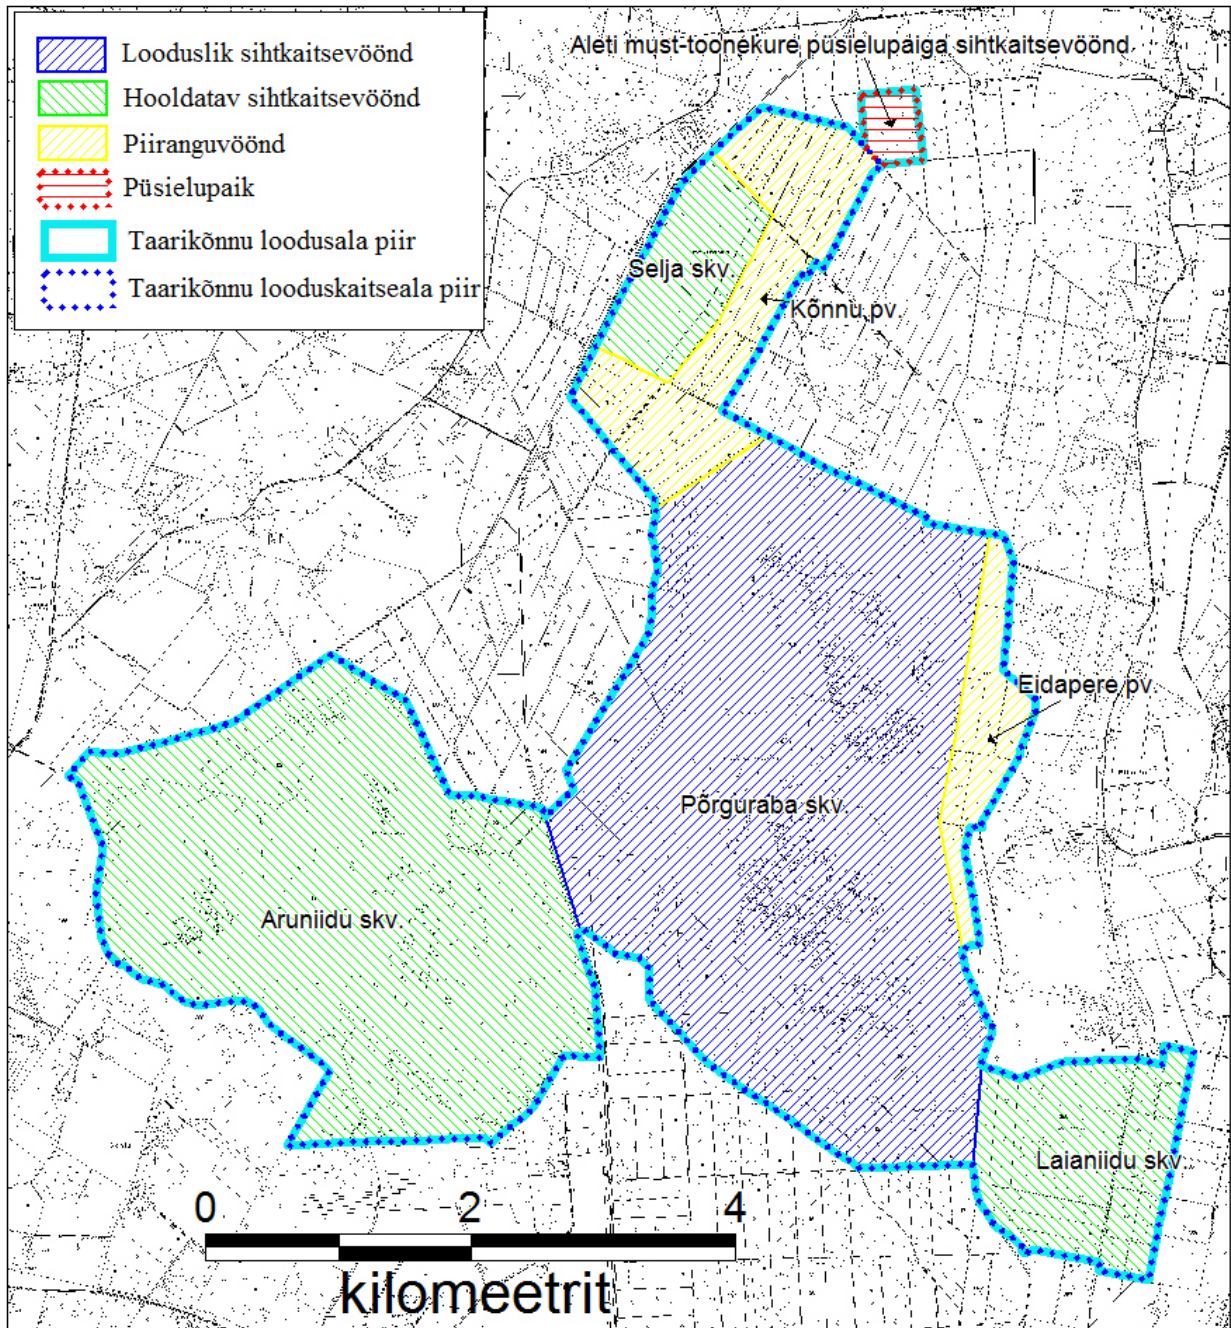 Looduslik sihtkaitsevöönd
Hooldatav sihtkaitsevöönd
Piiranguvöönd
Püsielupaik
Taarikõnnu loodusala piir
Taarikõnnu looduskaitseala piir
Aleti must-toonekure püsielupaiga sihtkaitsevöönd
Selja skv.
Kõnnu pv.
Eidapere pv.
Põrguraba skv.
Aruniidu skv.
Laianiidu skv.
0 2 4
kilomeetrit